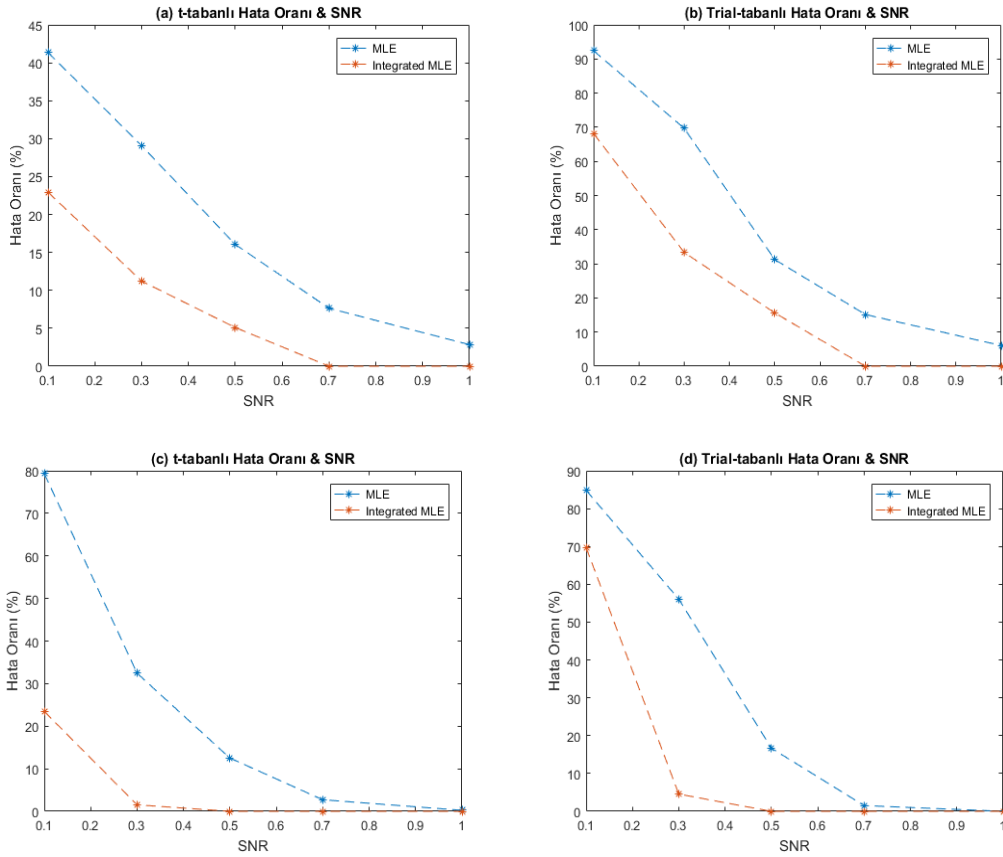 (a) t-tabanlı Hata Oranı & SNR
45
40
35
30
25
20
15
10
5
0
Hata Oranı (%)
MLE
Integrated MLE
0.1 0.2 0.3 0.4 0.5 0.6 0.7 0.8 0.9 1
SNR
(b) Trial-tabanlı Hata Oranı & SNR
100
90
80
70
60
50
40
30
20
10
0
Hata Oranı (%)
MLE
Integrated MLE
0.1 0.2 0.3 0.4 0.5 0.6 0.7 0.8 0.9 1
SNR
(c) t-tabanlı Hata Oranı & SNR
80
70
60
50
40
30
20
10
0
Hata Oranı (%)
MLE
Integrated MLE
0.1 0.2 0.3 0.4 0.5 0.6 0.7 0.8 0.9 1
SNR
(d) Trial-tabanlı Hata Oranı & SNR
90
80
70
60
50
40
30
20
10
0
Hata Oranı (%)
MLE
Integrated MLE
0.1 0.2 0.3 0.4 0.5 0.6 0.7 0.8 0.9 1
SNR